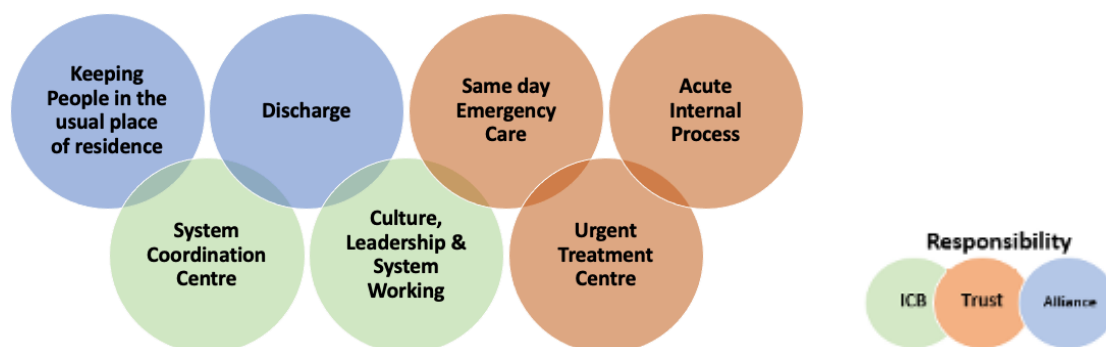 Keeping
People in the
usual place
of residence
Discharge
Same day
Emergency
Care
Acute
Internal
Process
System
Coordination
Centre
Culture,
Leadership &
System
Working
Urgent
Treatment
Centre
Responsibility
ICB
Trust
Alliance